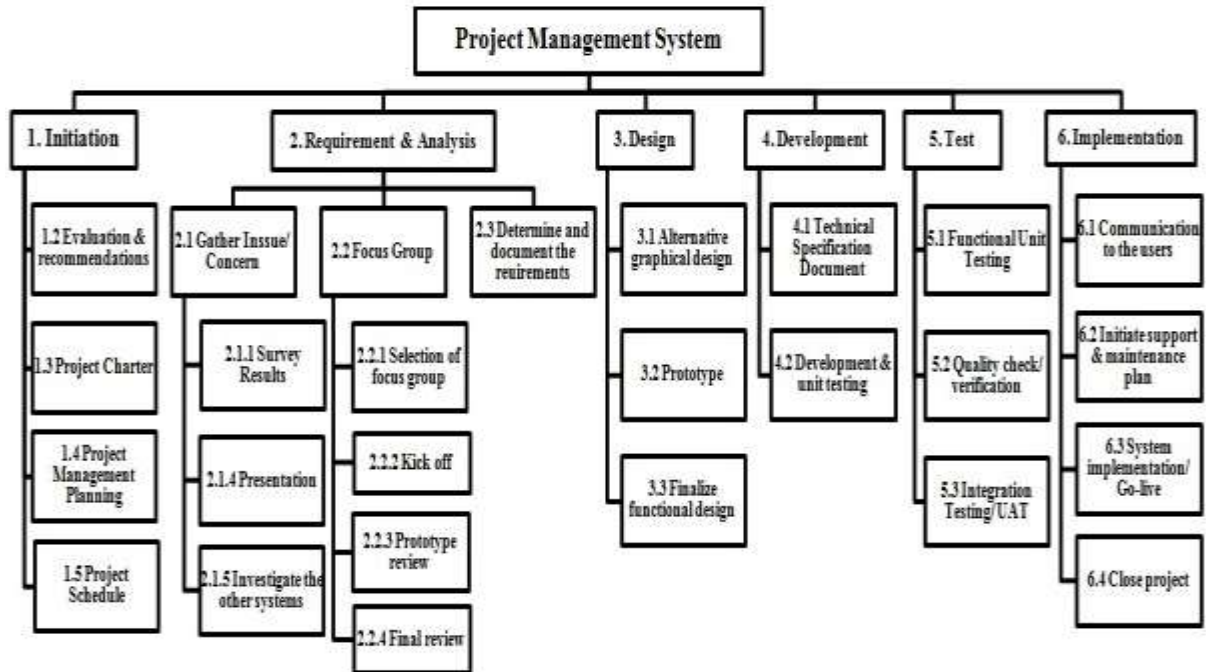 Project Management System
1. Initiation
2. Requirement & Analysis
3. Design
4. Development
5. Test
6. Implementation
1.2 Evaluation &
recommendations
1.3 Project Charter
1.4 Project
Management
Planning
1.5 Project
Schedule
2.1 Gather Inssue/
Concern
2.1.1 Survey
Results
2.1.4 Presentation
2.1.5 Investigate the
other systems
2.2 Focus Group
2.2.1 Selection of
focus group
2.2.2 Kick off
2.2.3 Prototype
review
2.2.4 Final review
2.3 Determine and
document the
reuirements
3.1 Alternative
graphical design
3.2 Prototype
3.3 Finalize
functional design
4.1 Technical
Specification
Document
4.2 Development &
unit testing
5.1 Functional Unit
Testing
5.2 Quality check/
verification
5.3 Integration
Testing/UAT
6.1 Communication
to the users
6.2 Initiate support
& maintenance
plan
6.3 System
implementation/
Go-live
6.4 Close project